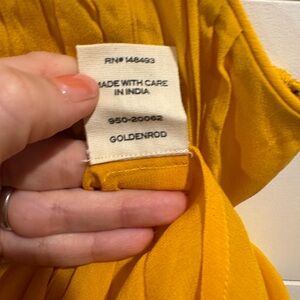 RN# 148493
MADE WITH CARE
IN INDIA
950-20062
GOLDENROD